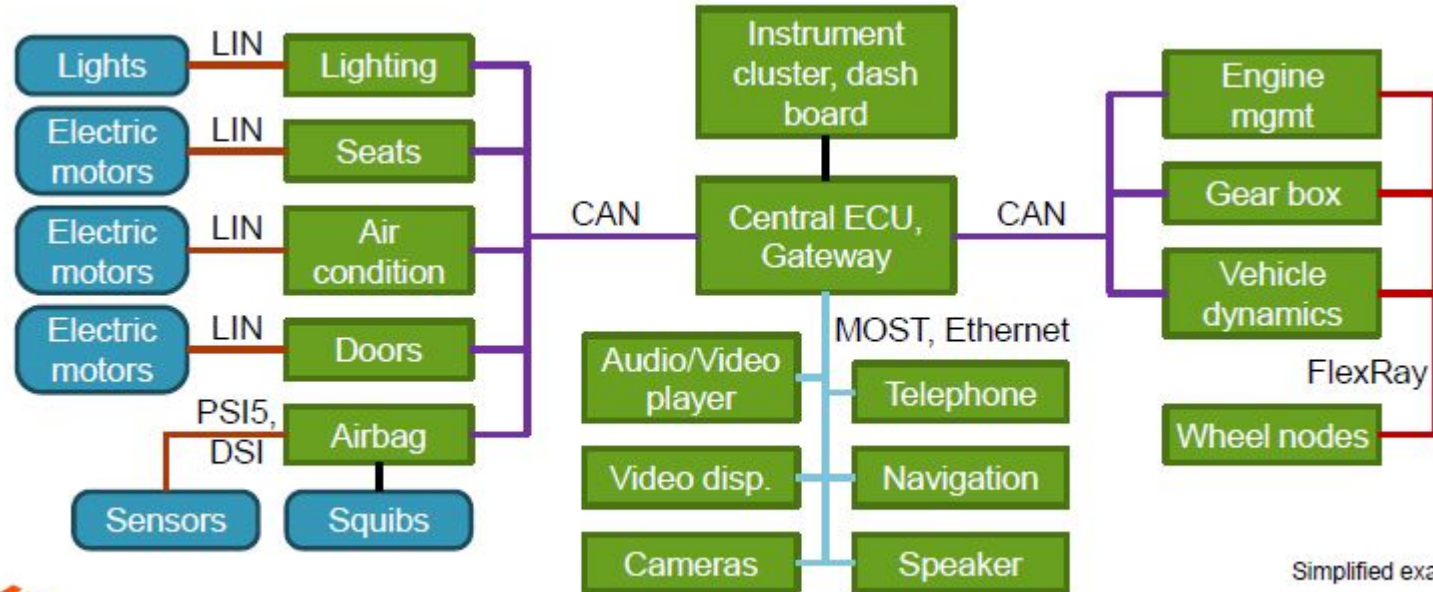 Lights
LIN
Lighting
Electric
motors
LIN
Seats
Electric
motors
LIN
Air
condition
Electric
motors
LIN
Doors
PSI5,
DSI
Airbag
Sensors
Squibs
CAN
Instrument
cluster, dash
board
Central ECU,
Gateway
CAN
MOST, Ethernet
Audio/Video
player
Telephone
Video disp.
Navigation
Cameras
Speaker
Engine
mgmt
Gear box
Vehicle
dynamics
FlexRay
Wheel nodes
Simplified exa